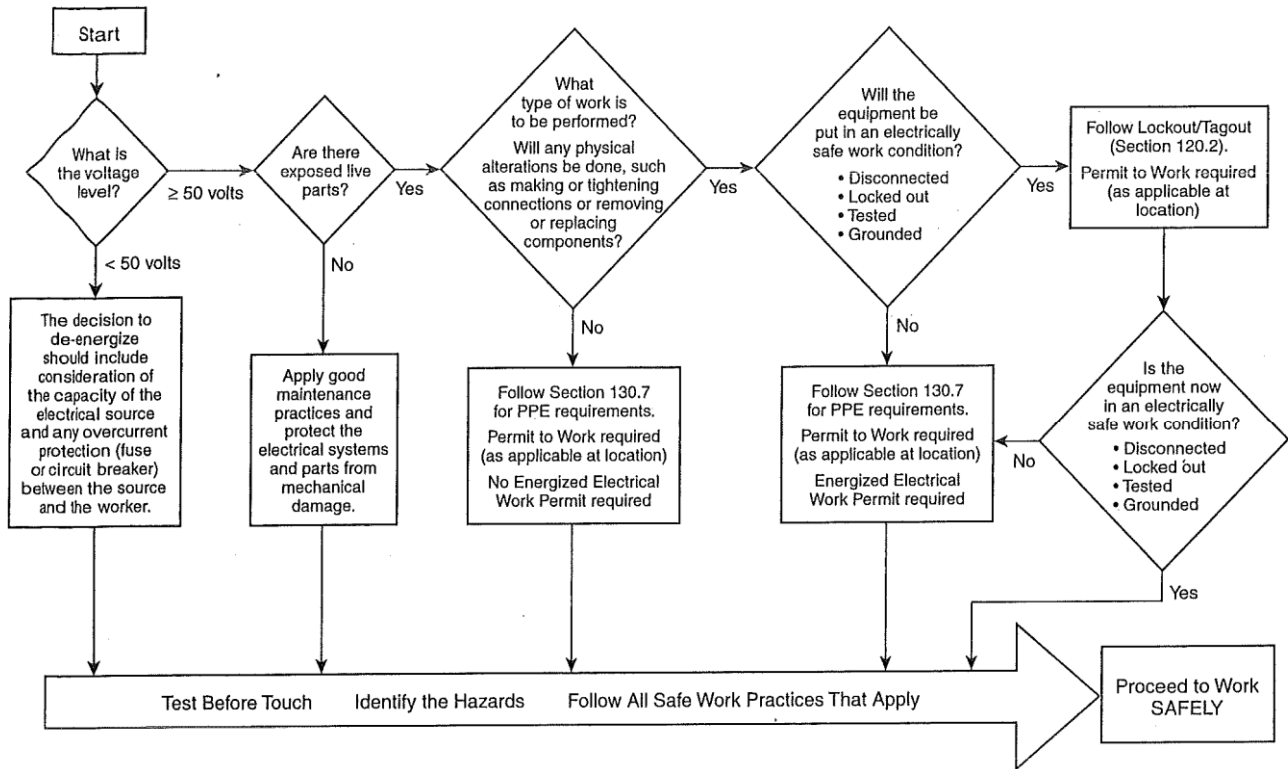 Start
What is
the voltage
level?
≥ 50 volts
< 50 volts
The decision to
de-energize
should include
consideration of
the capacity of the
electrical source
and any overcurrent
protection (fuse
or circuit breaker)
between the source
and the worker.
Are there
exposed live
parts?
Yes
No
Apply good
maintenance
practices and
protect the
electrical systems
and parts from
mechanical
damage.
What
type of work is
to be performed?
Will any physical
alterations be done, such
as making or tightening
connections or removing
or replacing
components?
Yes
No
Follow Section 130.7
for PPE requirements.
Permit to Work required
(as applicable at location)
No Energized Electrical
Work Permit required
Will the
equipment be
put in an electrically
safe work condition?
• Disconnected
• Locked out
• Tested
• Grounded
Yes
No
Follow Section 130.7
for PPE requirements.
Permit to Work required
(as applicable at location)
Energized Electrical
Work Permit required
Follow Lockout/Tagout
(Section 120.2).
Permit to Work required
(as applicable at
location)
Is the
equipment now
in an electrically
safe work condition?
• Disconnected
• Locked out
• Tested
• Grounded
No
Yes
Test Before Touch Identify the Hazards Follow All Safe Work Practices That Apply
Proceed to Work
SAFELY